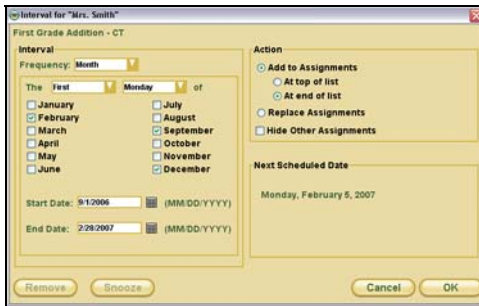 Interval for "Mrs. Smith"
First Grade Addition - CT
Interval
Frequency: Month
The First Monday of
January
February
March
April
May
June
July
August
September
October
November
December
Start Date: 9/1/2006 (MM/DD/YYYY)
End Date: 2/28/2007 (MM/DD/YYYY)
Action
Add to Assignments
At top of list
At end of list
Replace Assignments
Hide Other Assignments
Next Scheduled Date
Monday, February 5, 2007
Remove
Snooze
Cancel
OK